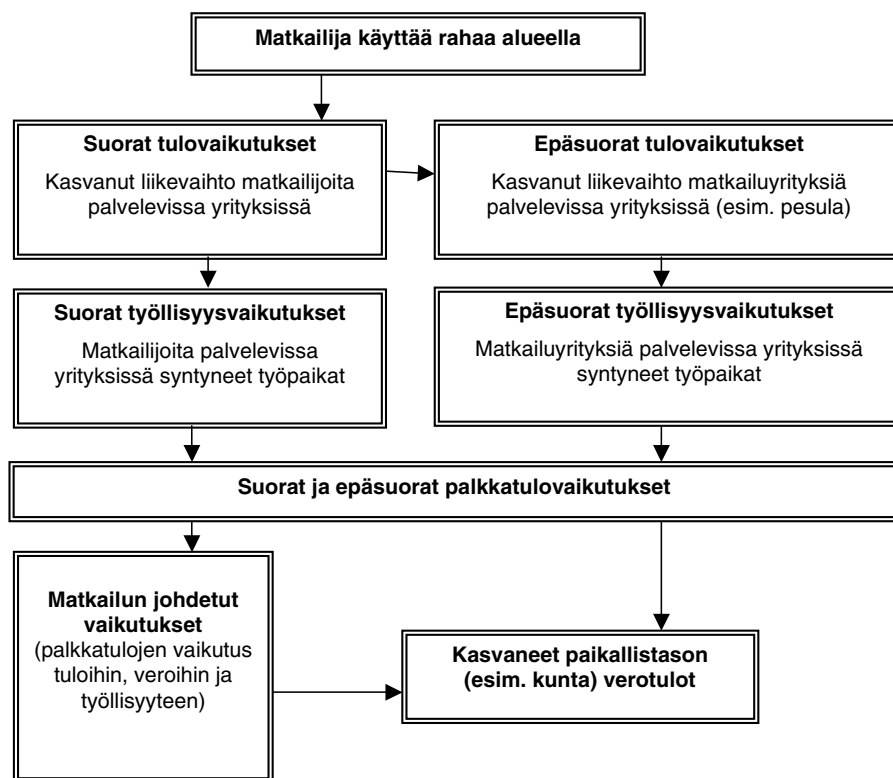 Matkailija käyttää rahaa alueella
Suorat tulovaikutukset
Kasvanut liikevaihto matkailijoita
palvelevissa yrityksissä
Epäsuorat tulovaikutukset
Kasvanut liikevaihto matkailuyrityksiä
palvelevissa yrityksissä (esim. pesula)
Suorat työllisyysvaikutukset
Matkailijoita palvelevissa
yrityksissä syntyneet työpaikat
Epäsuorat työllisyysvaikutukset
Matkailuyrityksiä palvelevissa yrityksissä
syntyneet työpaikat
Suorat ja epäsuorat palkkatulovaikutukset
Matkailun johdetut
vaikutukset
(palkkatulojen vaikutus
tuloihin, veroihin ja
työllisyyteen)
Kasvaneet paikallistason
(esim. kunta) verotulot